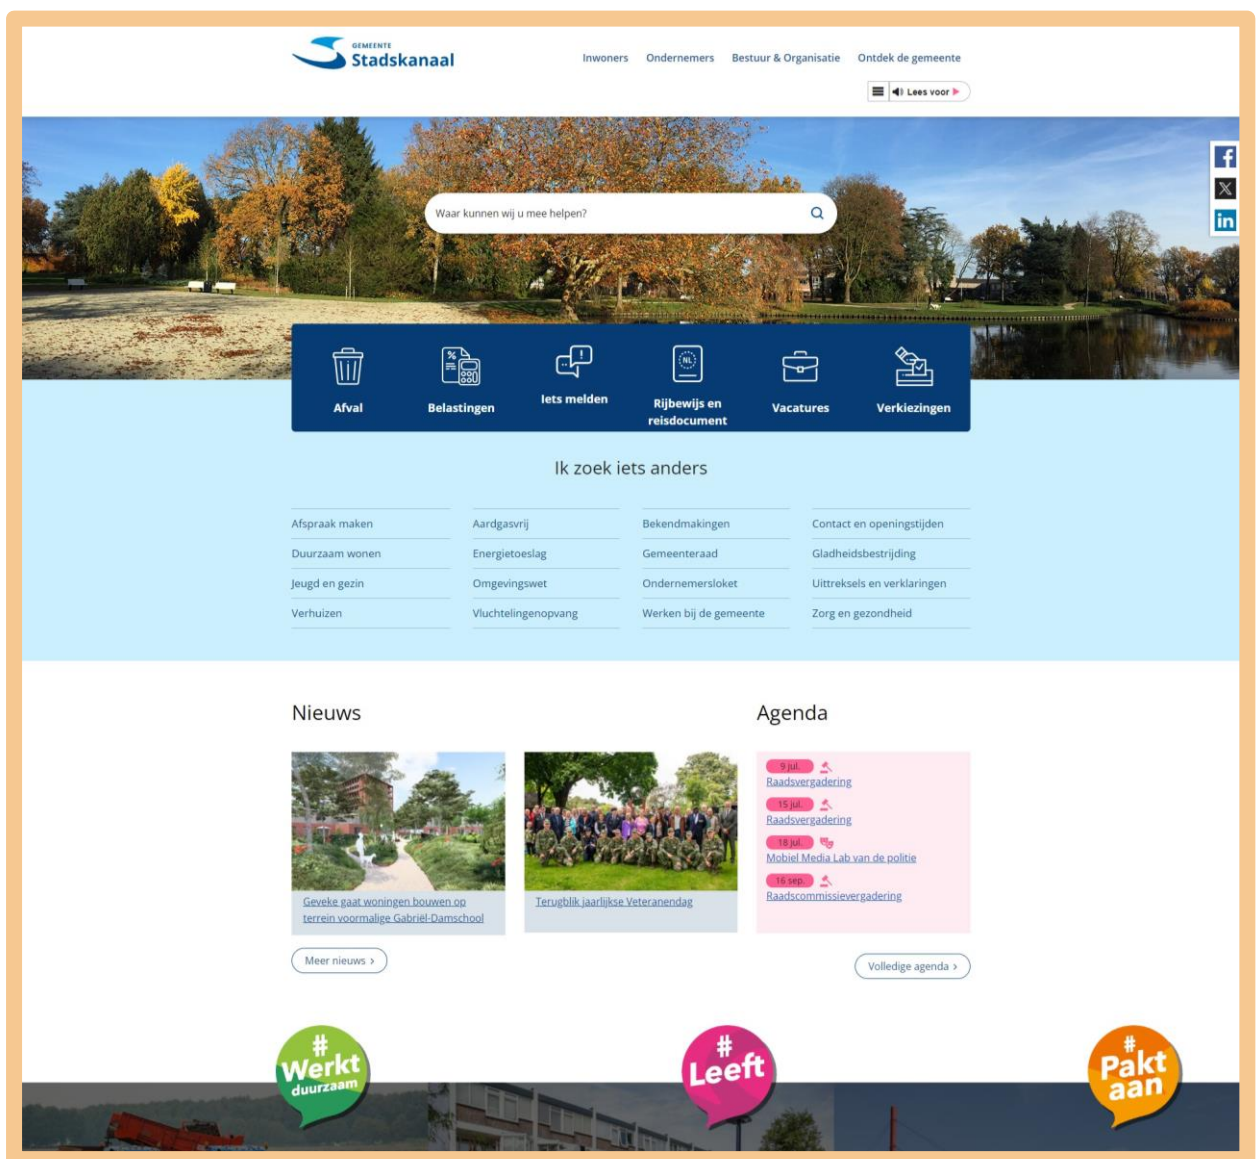 GEMEENTE
Stadskanaal
Inwoners Ondernemers Bestuur & Organisatie Ontdek de gemeente
Lees voor
Waar kunnen wij u mee helpen?
Afval
Belastingen
Iets melden
NL
Rijbewijs en
reisdocument
Vacatures
Verkiezingen
Ik zoek iets anders
Afspraak maken Aardgasvrij Bekendmakingen Contact en openingstijden
Duurzaam wonen Energietoeslag Gemeenteraad Gladheidsbestrijding
Jeugd en gezin Omgevingswet Ondernemersloket Uittreksels en verklaringen
Verhuizen Vluchtelingenopvang Werken bij de gemeente Zorg en gezondheid
Nieuws
Geveke gaat woningen bouwen op
terrein voormalige Gabriël-Damschool
Terugblik jaarlijkse Veteranendag
Meer nieuws >
Agenda
9 jul.
Raadsvergadering
15 jul.
Raadsvergadering
18 jul.
Mobiel Media Lab van de politie
16 sep.
Raadscommissievergadering
Volledige agenda >
#
Werkt
duurzaam
#
Leeft
#
Pakt
aan